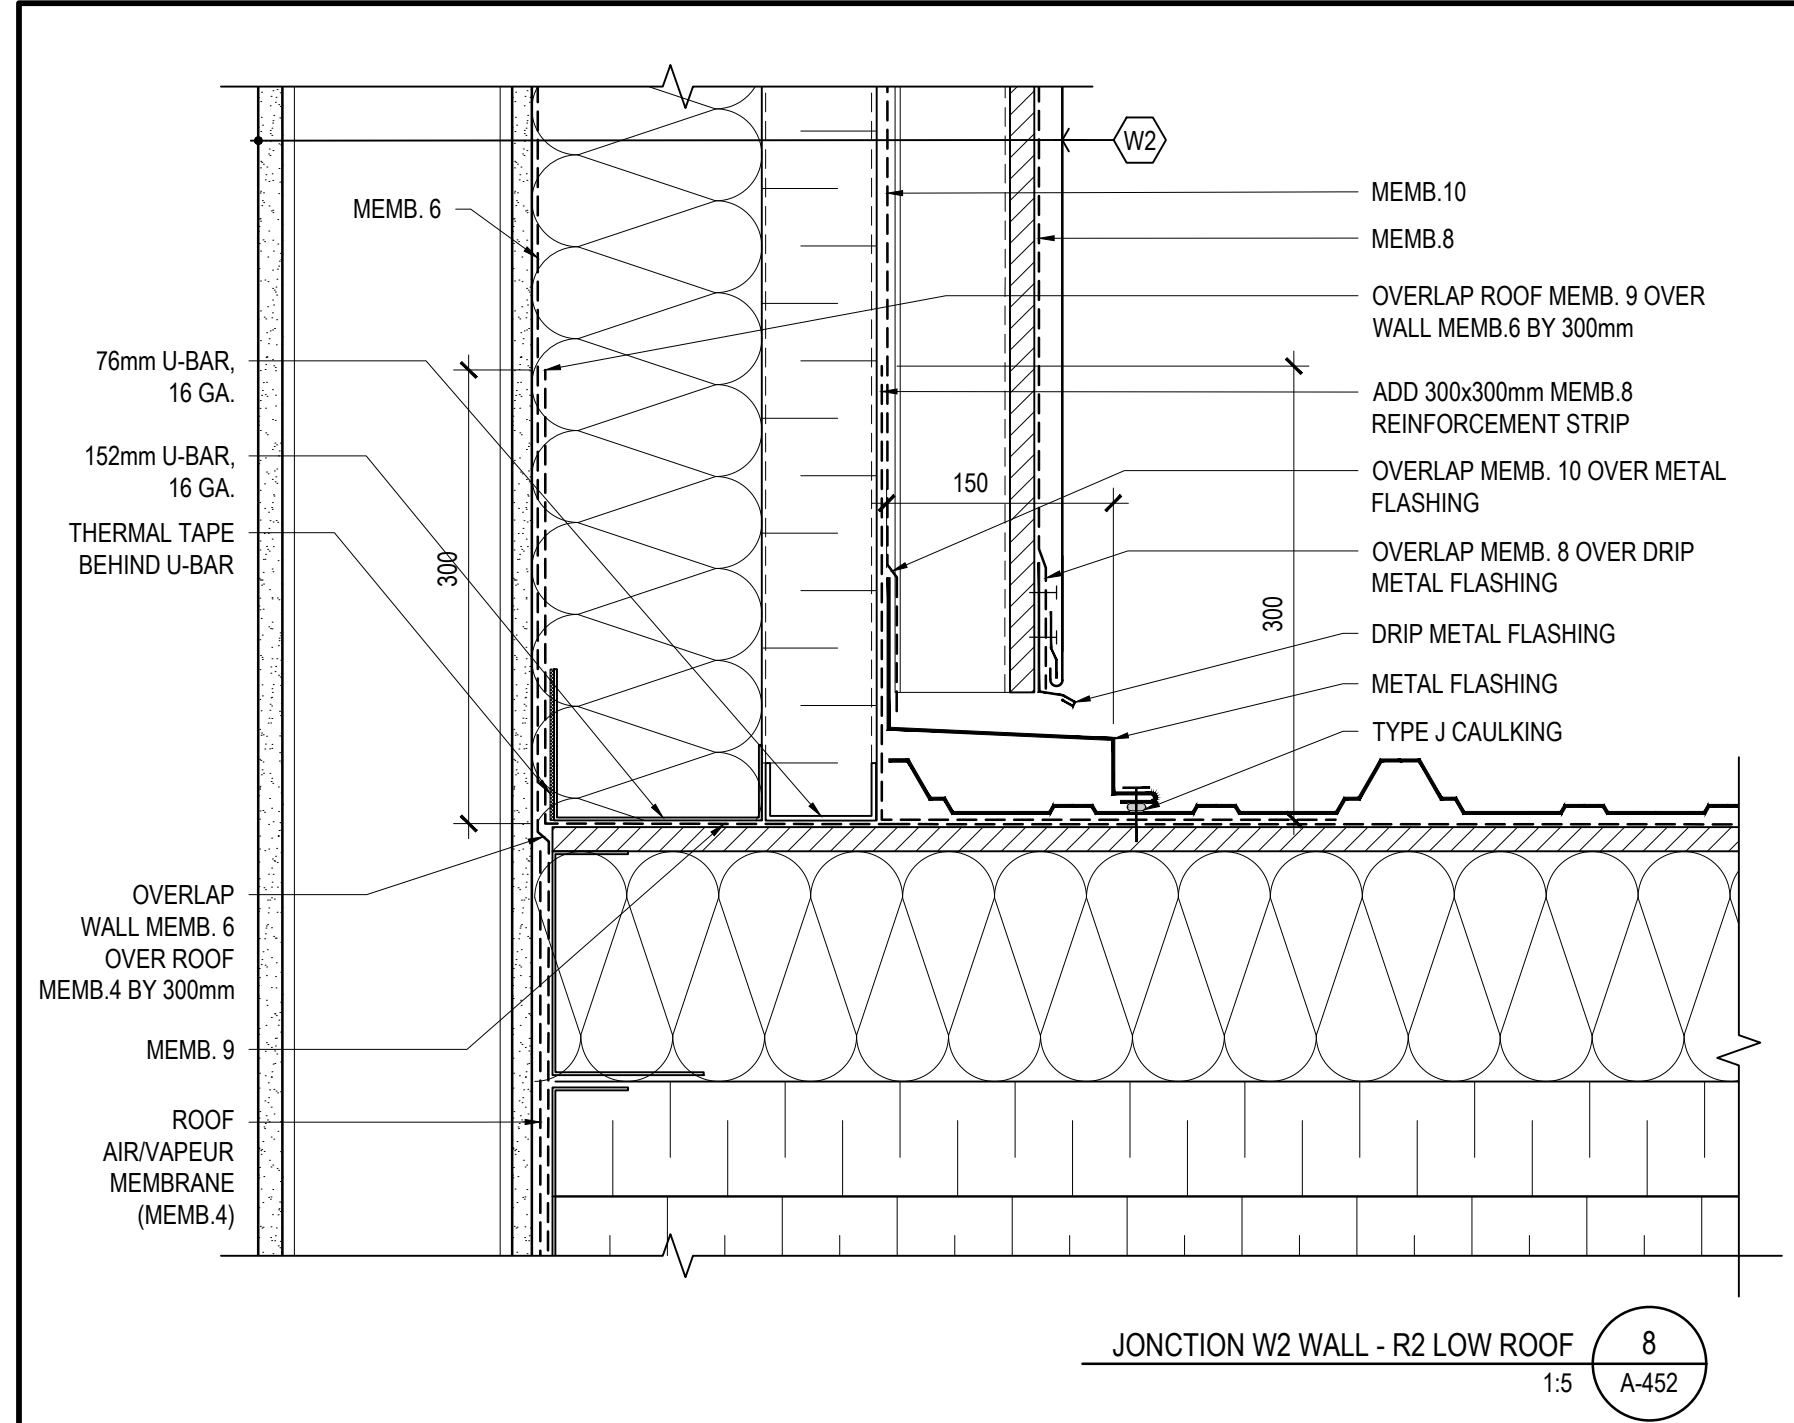 W2
MEMB. 6
76mm U-BAR,
16 GA.
152mm U-BAR,
16 GA.
THERMAL TAPE
BEHIND U-BAR
300
OVERLAP
WALL MEMB. 6
OVER ROOF
MEMB.4 BY 300mm
MEMB. 9
ROOF
AIR/VAPEUR
MEMBRANE
(MEMB.4)
150
300
MEMB.10
MEMB.8
OVERLAP ROOF MEMB. 9 OVER
WALL MEMB.6 BY 300mm
ADD 300x300mm MEMB.8
REINFORCEMENT STRIP
OVERLAP MEMB. 10 OVER METAL
FLASHING
OVERLAP MEMB. 8 OVER DRIP
METAL FLASHING
DRIP METAL FLASHING
METAL FLASHING
TYPE J CAULKING
JONCTION W2 WALL - R2 LOW ROOF
1:5
8
A-452